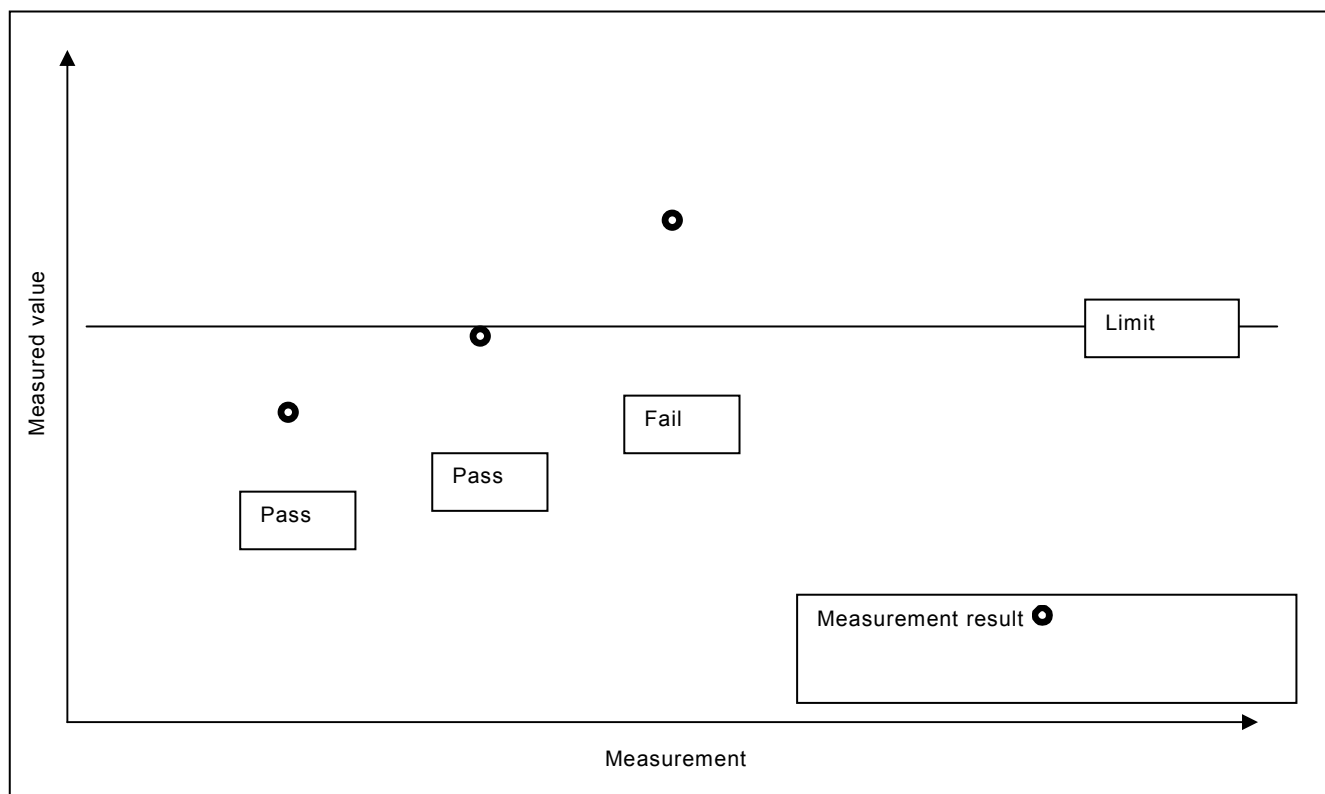 Measured value
Limit
Fail
Pass
Pass
Measurement result
Measurement